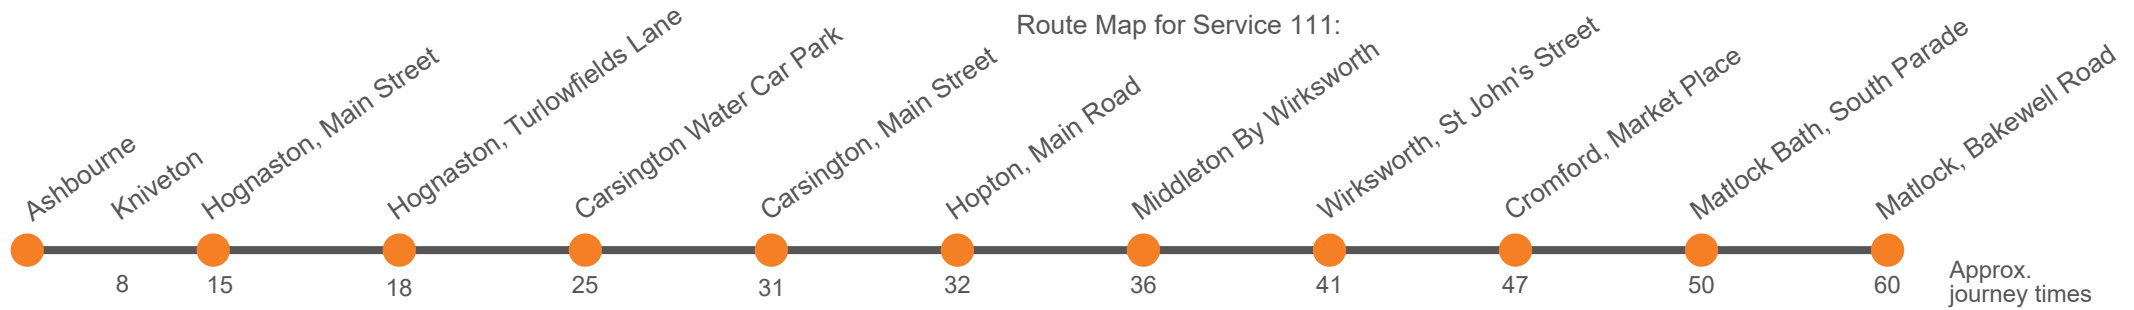 Route Map for Service 111:
Ashbourne
Kniveton
Hognaston, Main Street
Hognaston, Turlowfields Lane
Carsington Water Car Park
Carsington, Main Street
Hopton, Main Road
Middleton By Wirksworth
Wirksworth, St John's Street
Cromford, Market Place
Matlock Bath, South Parade
Matlock, Bakewell Road
8
15
18
25
31
32
36
41
47
50
60
Approx.
journey times